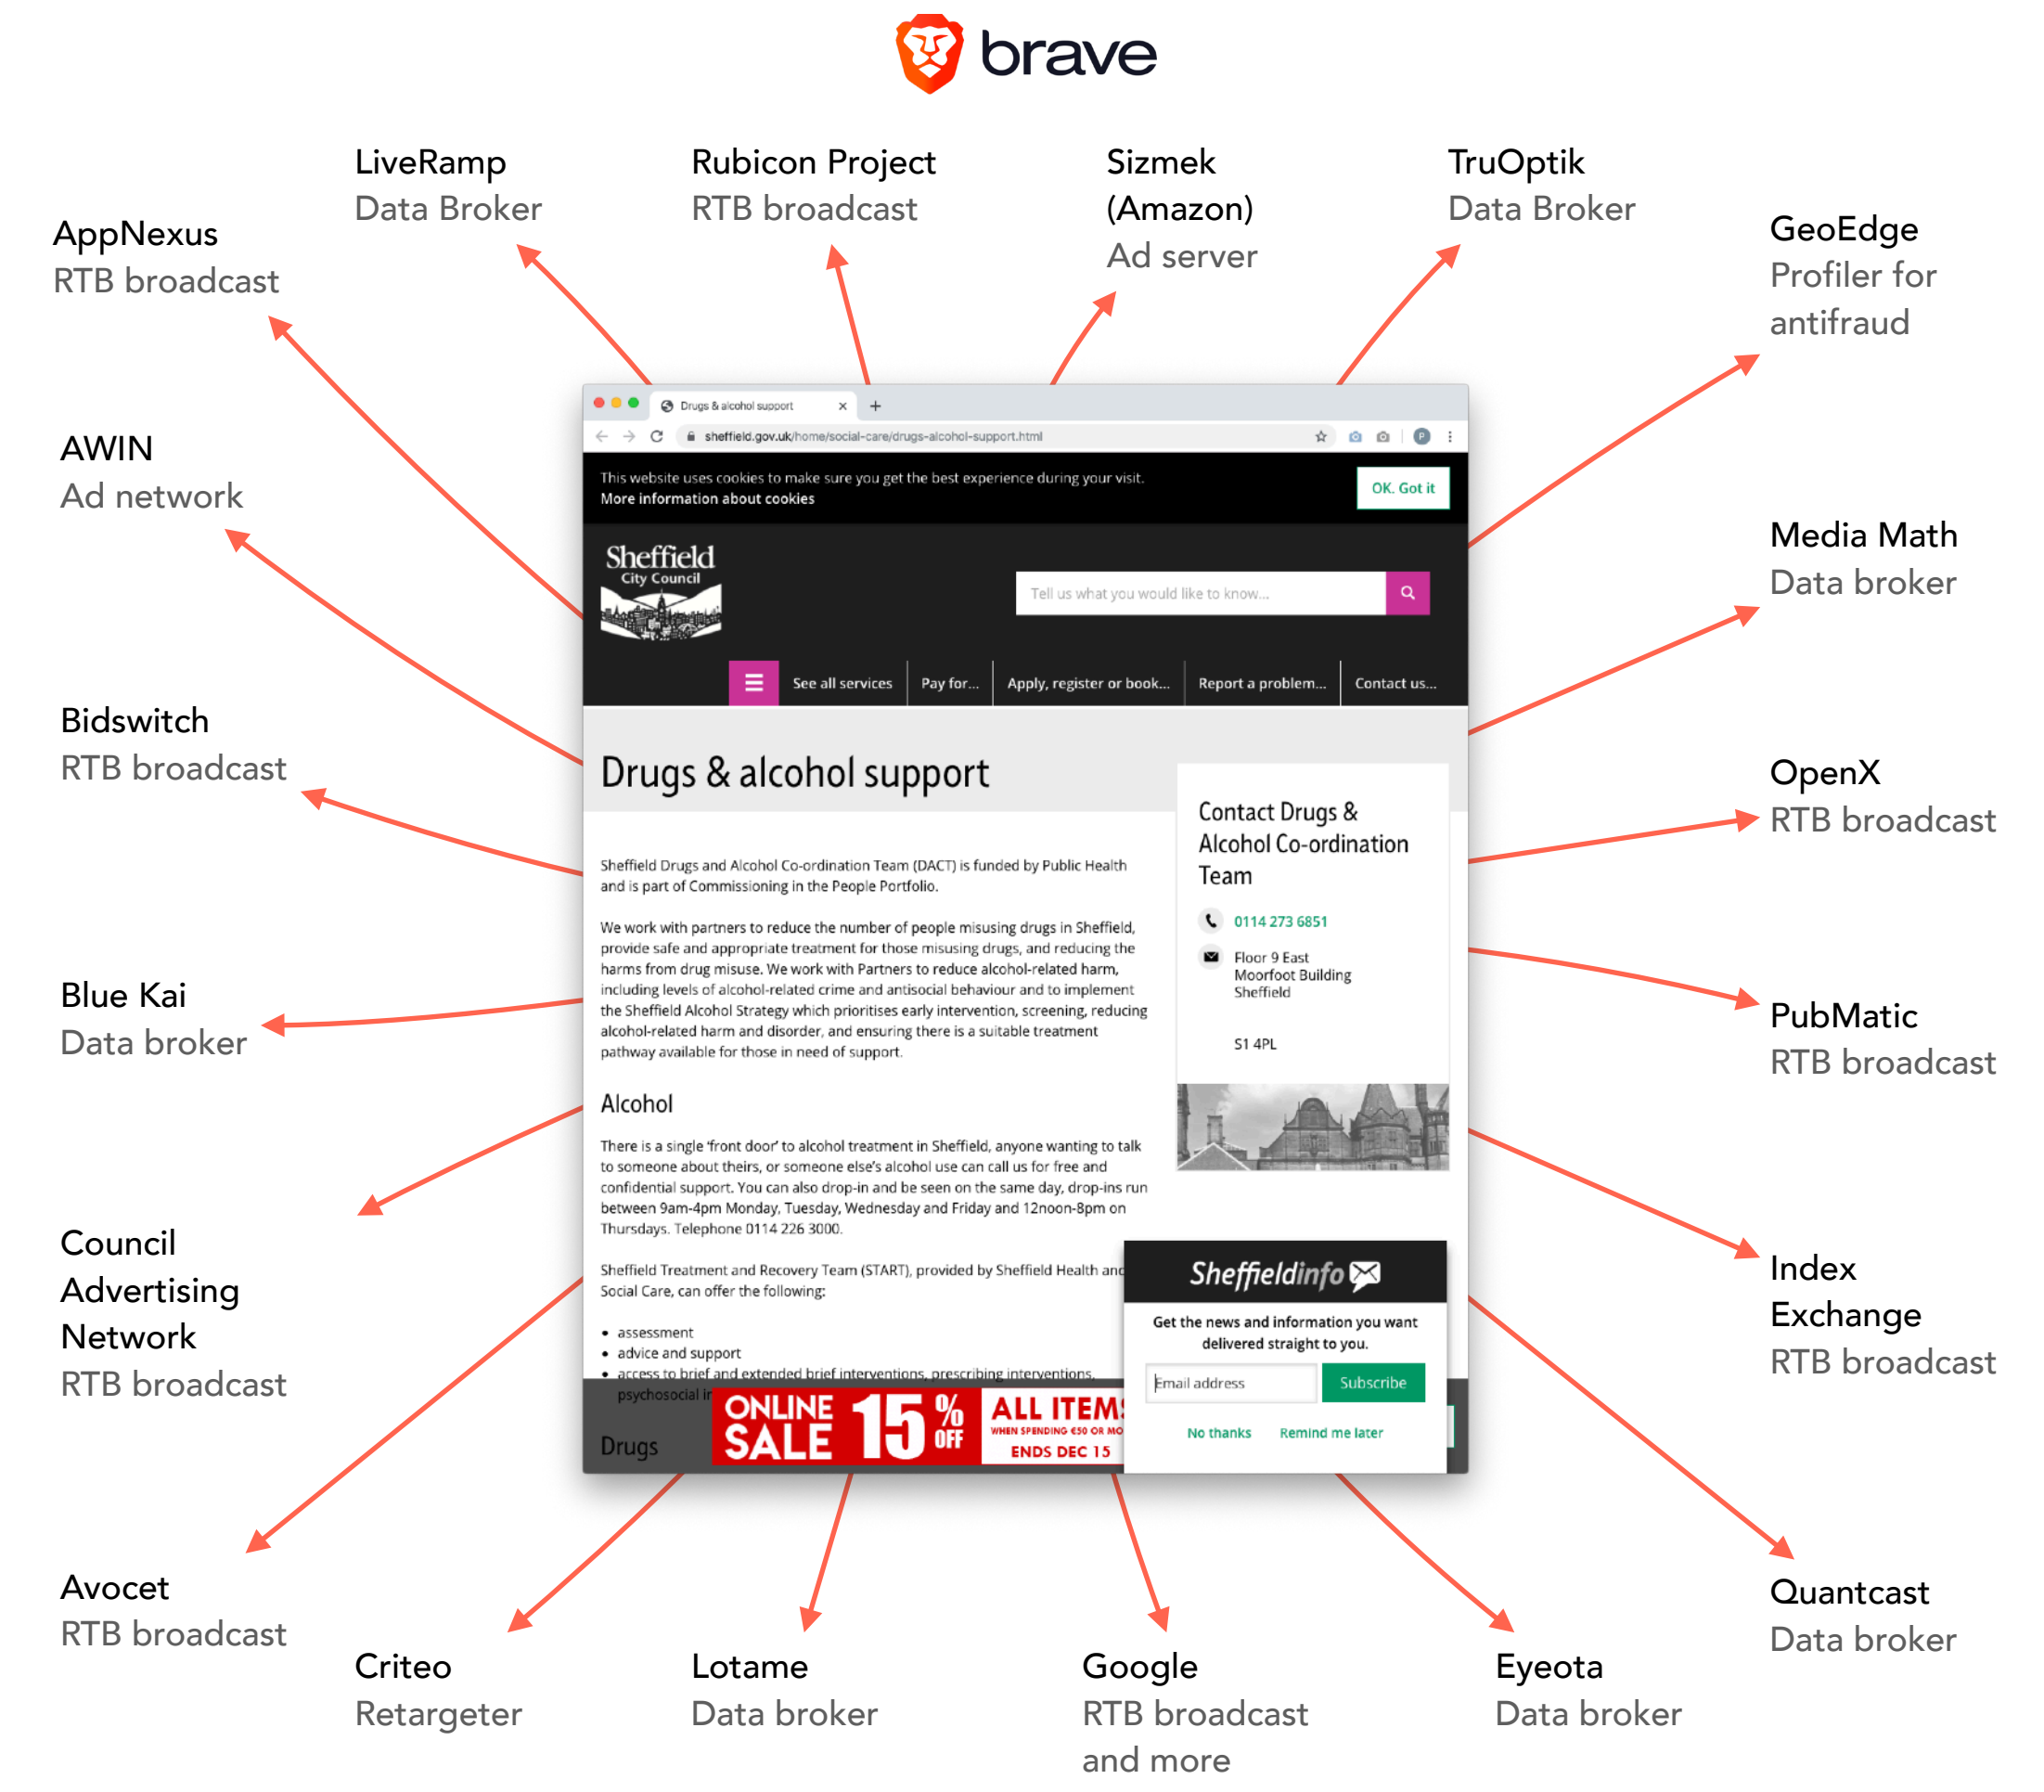 brave
LiveRamp
Data Broker
Rubicon Project
RTB broadcast
Sizmek
(Amazon)
Ad server
TruOptik
Data Broker
AppNexus
RTB broadcast
GeoEdge
Profiler for
antifraud
AWIN
Ad network
Media Math
Data broker
Bidswitch
RTB broadcast
OpenX
RTB broadcast
Blue Kai
Data broker
PubMatic
RTB broadcast
Council
Advertising
Network
RTB broadcast
Index
Exchange
RTB broadcast
Avocet
RTB broadcast
Quantcast
Data broker
Criteo
Retargeter
Lotame
Data broker
Google
RTB broadcast
and more
Eyeota
Data broker
Drugs & alcohol support
sheffield.gov.uk/home/social-care/drugs-alcohol-support.html
P
This website uses cookies to make sure you get the best experience during your visit.
More information about cookies
OK. Got it
Sheffield
City Council
Tell us what you would like to know...
See all services
Pay for...
Apply, register or book...
Report a problem...
Contact us...
Drugs & alcohol support
Sheffield Drugs and Alcohol Co-ordination Team (DACT) is funded by Public Health
and is part of Commissioning in the People Portfolio.
We work with partners to reduce the number of people misusing drugs in Sheffield,
provide safe and appropriate treatment for those misusing drugs, and reducing the
harms from drug misuse. We work with Partners to reduce alcohol-related harm,
including levels of alcohol-related crime and antisocial behaviour and to implement
the Sheffield Alcohol Strategy which prioritises early intervention, screening, reducing
alcohol-related harm and disorder, and ensuring there is a suitable treatment
pathway available for those in need of support.
Alcohol
There is a single ‘front door’ to alcohol treatment in Sheffield, anyone wanting to talk
to someone about theirs, or someone else’s alcohol use can call us for free and
confidential support. You can also drop-in and be seen on the same day, drop-ins run
between 9am-4pm Monday, Tuesday, Wednesday and Friday and 12noon-8pm on
Thursdays. Telephone 0114 226 3000.
Sheffield Treatment and Recovery Team (START), provided by Sheffield Health and
Social Care, can offer the following:
• assessment
• advice and support
• access to brief and extended brief interventions, prescribing interventions,
psychosocial
Drugs
Contact Drugs &
Alcohol Co-ordination
Team
0114 273 6851
Floor 9 East
Moorfoot Building
Sheffield
S1 4PL
Sheffieldinfo
Get the news and information you want
delivered straight to you.
Email address
Subscribe
No thanks
Remind me later
ONLINE
SALE
15% OFF
ALL ITEMS
WHEN SPENDING €50 OR MO
ENDS DEC 15